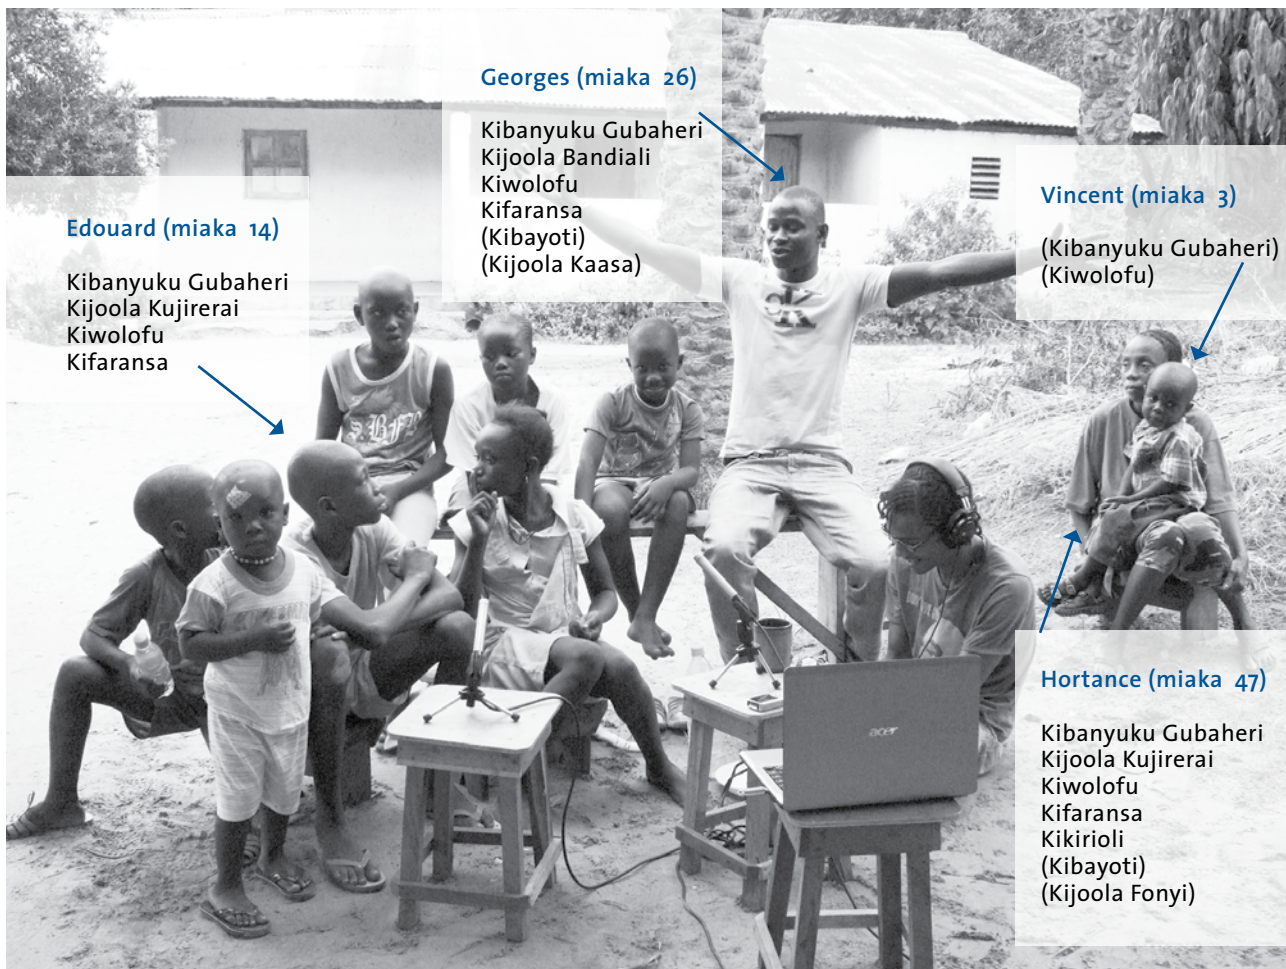 Georges (miaka 26)
Kibanyuku Gubaheri
Kijoola Bandiali
Kiwolofu
Kifaransa
(Kibayoti)
(Kijoola Kaasa)
Vincent (miaka 3)
(Kibanyuku Gubaheri)
(Kiwolofu)
Edouard (miaka 14)
Kibanyuku Gubaheri
Kijoola Kujirerai
Kiwolofu
Kifaransa
Hortance (miaka 47)
Kibanyuku Gubaheri
Kijoola Kujirerai
Kiwolofu
Kifaransa
Kikirioli
(Kibayoti)
(Kijoola Fonyi)
acer